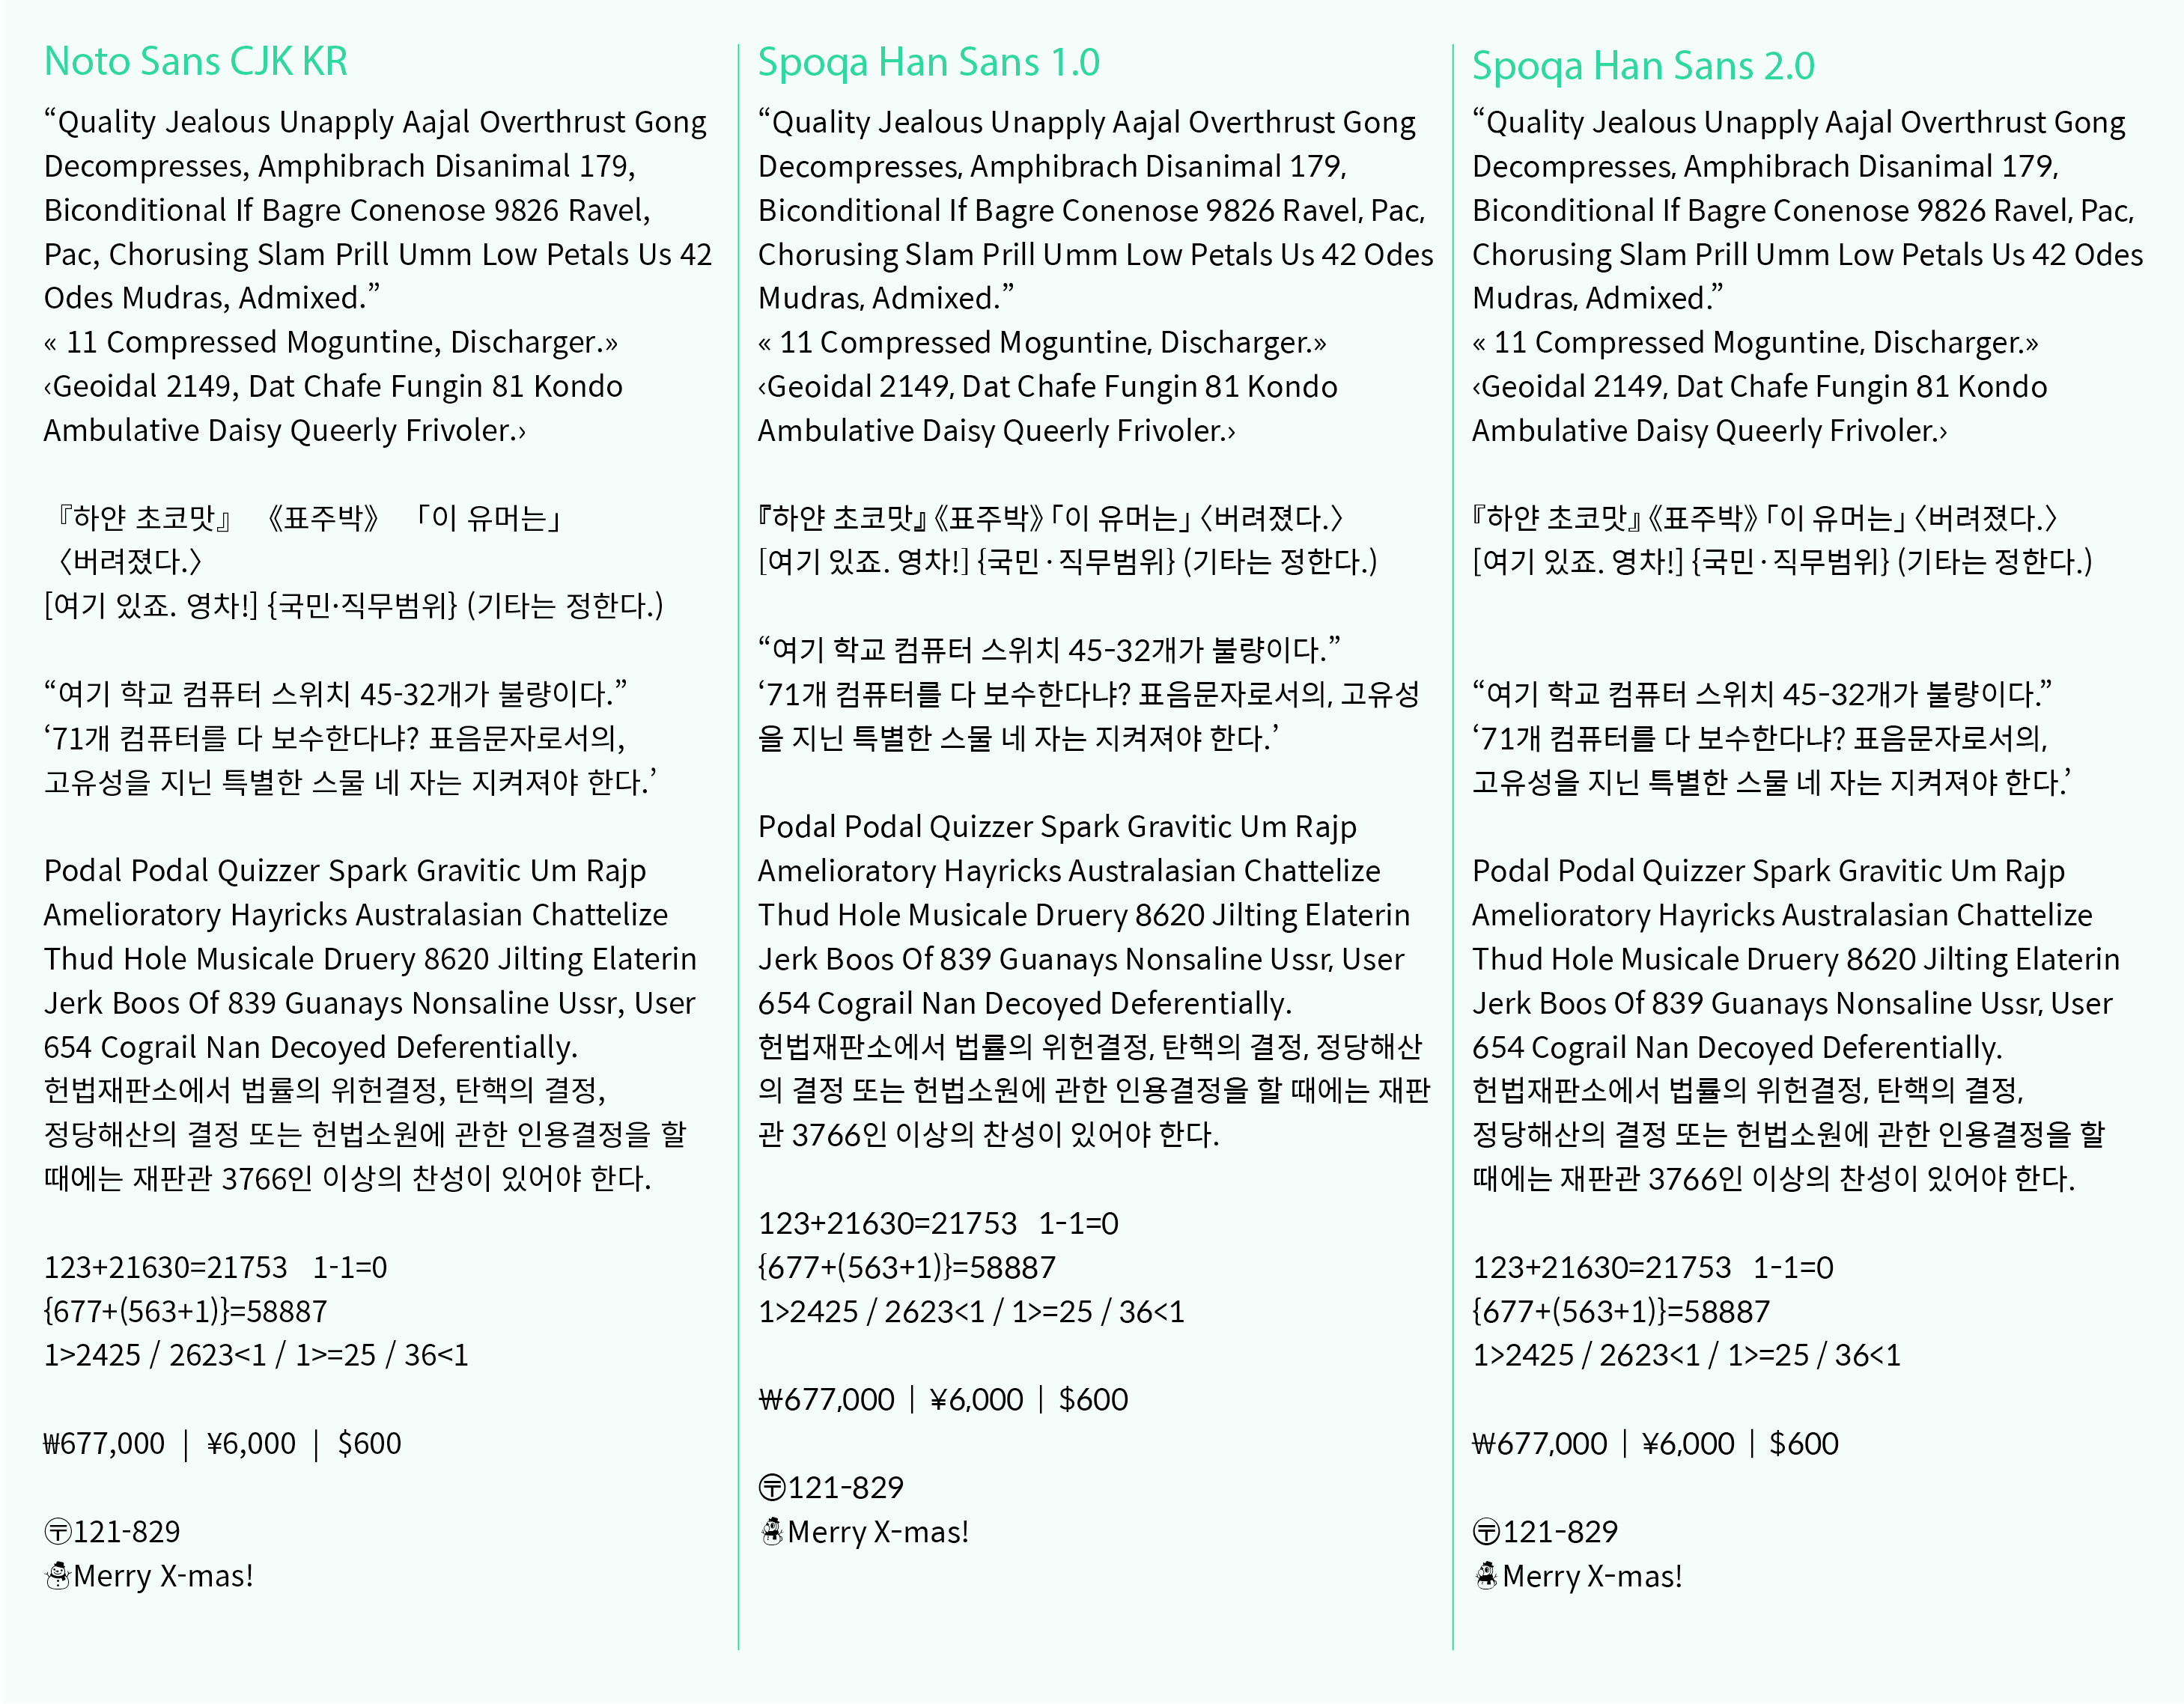 Noto Sans CJK KR
“Quality Jealous Unapply Aajal Overthrust Gong
Decompresses, Amphibrach Disanimal 179,
Biconditional If Bagre Conenose 9826 Ravel,
Pac, Chorusing Slam Prill Umm Low Petals Us 42
Odes Mudras, Admixed.”
« 11 Compressed Moguntine, Discharger.»
‹Geoidal 2149, Dat Chafe Fungin 81 Kondo
Ambulative Daisy Queerly Frivoler.›
『하얀 초코맛』 《표주박》 「이 유머는」
〈버려졌다.〉
[여기 있죠. 영차!] {국민·직무범위} (기타는 정한다.)
“여기 학교 컴퓨터 스위치 45-32개가 불량이다.”
‘71개 컴퓨터를 다 보수한다냐? 표음문자로서의,
고유성을 지닌 특별한 스물 네 자는 지켜져야 한다.’
Podal Podal Quizzer Spark Gravitic Um Rajp
Amelioratory Hayricks Australasian Chattelize
Thud Hole Musicale Druery 8620 Jilting Elaterin
Jerk Boos Of 839 Guanays Nonsaline Ussr, User
654 Cograil Nan Decoyed Deferentially.
헌법재판소에서 법률의 위헌결정, 탄핵의 결정,
정당해산의 결정 또는 헌법소원에 관한 인용결정을 할
때에는 재판관 3766인 이상의 찬성이 있어야 한다.
123+21630=21753 1-1=0
{677+(563+1)}=58887
1>2425 / 2623<1 / 1>=25 / 36<1
₩677,000 | ¥6,000 | $600
〶121-829
☃Merry X-mas!
Spoqa Han Sans 1.0
“Quality Jealous Unapply Aajal Overthrust Gong
Decompresses, Amphibrach Disanimal 179,
Biconditional If Bagre Conenose 9826 Ravel, Pac,
Chorusing Slam Prill Umm Low Petals Us 42 Odes
Mudras, Admixed.”
« 11 Compressed Moguntine, Discharger.»
‹Geoidal 2149, Dat Chafe Fungin 81 Kondo
Ambulative Daisy Queerly Frivoler.›
『하얀 초코맛』《표주박》「이 유머는」〈버려졌다.〉
[여기 있죠. 영차!] {국민·직무범위} (기타는 정한다.)
“여기 학교 컴퓨터 스위치 45-32개가 불량이다.”
‘71개 컴퓨터를 다 보수한다냐? 표음문자로서의, 고유성
을 지닌 특별한 스물 네 자는 지켜져야 한다.’
Podal Podal Quizzer Spark Gravitic Um Rajp
Amelioratory Hayricks Australasian Chattelize
Thud Hole Musicale Druery 8620 Jilting Elaterin
Jerk Boos Of 839 Guanays Nonsaline Ussr, User
654 Cograil Nan Decoyed Deferentially.
헌법재판소에서 법률의 위헌결정, 탄핵의 결정, 정당해산
의 결정 또는 헌법소원에 관한 인용결정을 할 때에는 재판
관 3766인 이상의 찬성이 있어야 한다.
123+21630=21753 1-1=0
{677+(563+1)}=58887
1>2425 / 2623<1 / 1>=25 / 36<1
₩677,000 | ¥6,000 | $600
〶121-829
☃Merry X-mas!
Spoqa Han Sans 2.0
“Quality Jealous Unapply Aajal Overthrust Gong
Decompresses, Amphibrach Disanimal 179,
Biconditional If Bagre Conenose 9826 Ravel, Pac,
Chorusing Slam Prill Umm Low Petals Us 42 Odes
Mudras, Admixed.”
« 11 Compressed Moguntine, Discharger.»
‹Geoidal 2149, Dat Chafe Fungin 81 Kondo
Ambulative Daisy Queerly Frivoler.›
『하얀 초코맛』《표주박》「이 유머는」〈버려졌다.〉
[여기 있죠. 영차!] {국민·직무범위} (기타는 정한다.)
“여기 학교 컴퓨터 스위치 45-32개가 불량이다.”
‘71개 컴퓨터를 다 보수한다냐? 표음문자로서의,
고유성을 지닌 특별한 스물 네 자는 지켜져야 한다.’
Podal Podal Quizzer Spark Gravitic Um Rajp
Amelioratory Hayricks Australasian Chattelize
Thud Hole Musicale Druery 8620 Jilting Elaterin
Jerk Boos Of 839 Guanays Nonsaline Ussr, User
654 Cograil Nan Decoyed Deferentially.
헌법재판소에서 법률의 위헌결정, 탄핵의 결정,
정당해산의 결정 또는 헌법소원에 관한 인용결정을 할
때에는 재판관 3766인 이상의 찬성이 있어야 한다.
123+21630=21753 1-1=0
{677+(563+1)}=58887
1>2425 / 2623<1 / 1>=25 / 36<1
₩677,000 | ¥6,000 | $600
〶121-829
☃Merry X-mas!